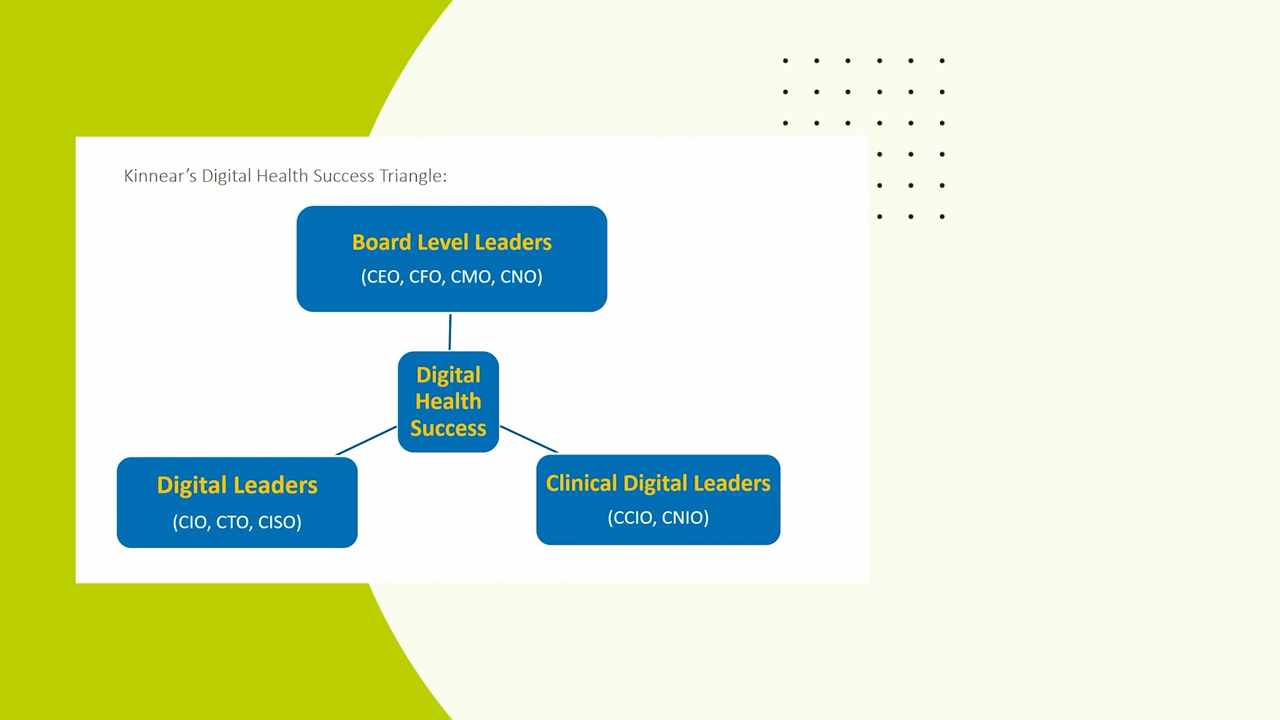 Kinnear’s Digital Health Success Triangle:
Board Level Leaders
(CEO, CFO, CMO, CNO)
Digital
Health
Success
Digital Leaders
(CIO, CTO, CISO)
Clinical Digital Leaders
(CCIO, CNIO)